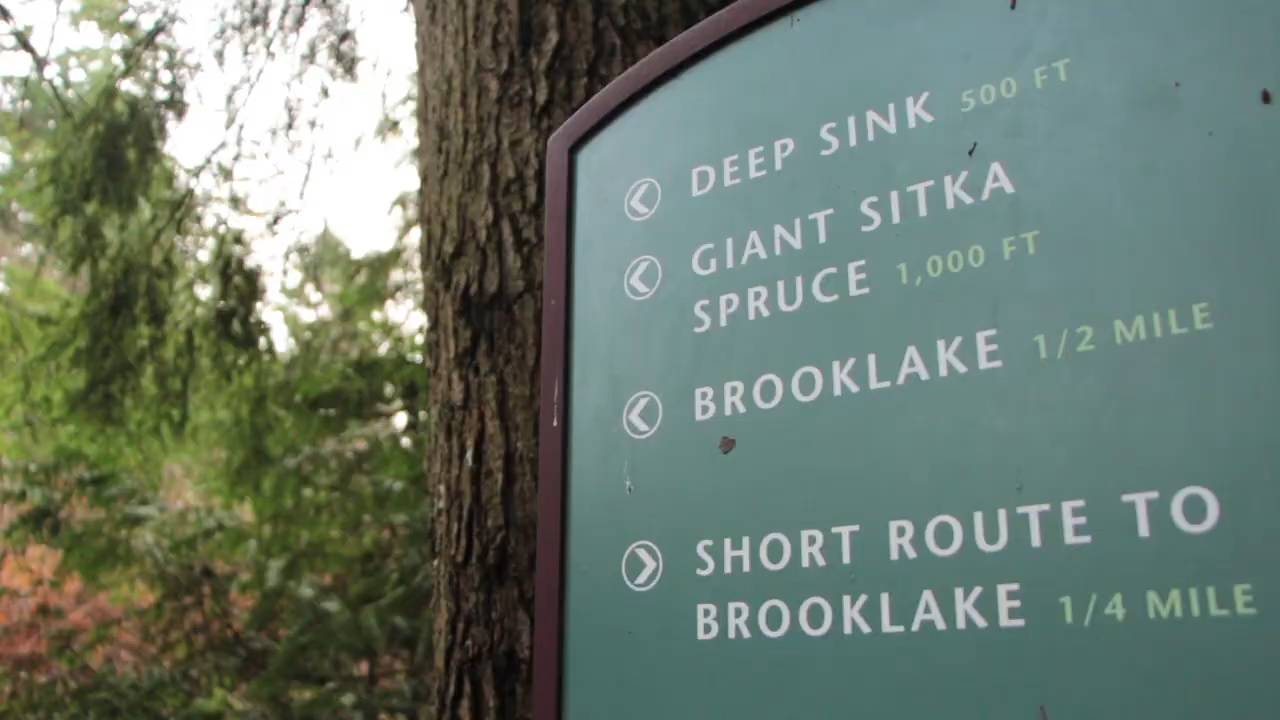 DEEP SINK 500 FT
GIANT SITKA
SPRUCE 1,000 FT
BROOKLAKE 1/2 MILE
SHORT ROUTE TO
BROOKLAKE 1/4 MILE